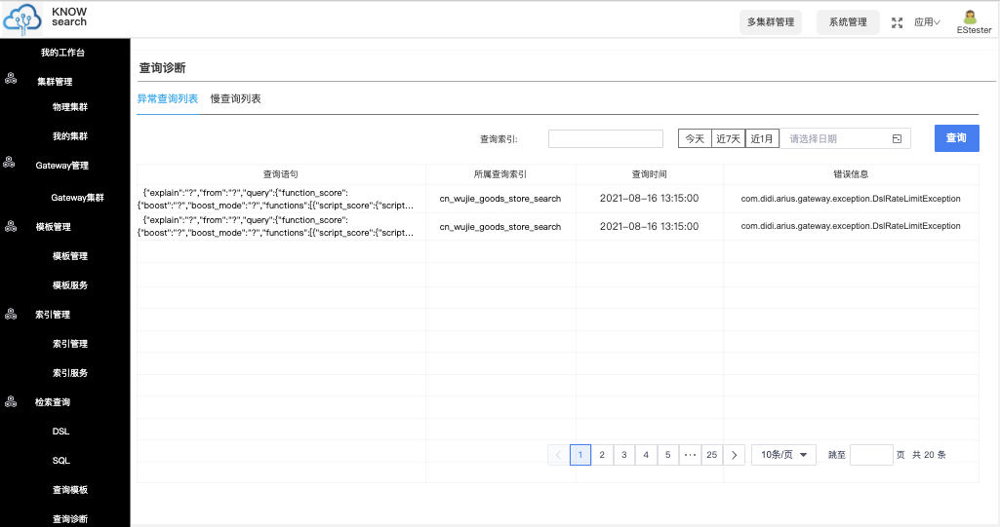 KNOW
search
多集群管理
系统管理
应用
EStester
我的工作台
集群管理
物理集群
我的集群
Gateway管理
Gateway集群
模板管理
模板管理
模板服务
索引管理
索引管理
索引服务
检索查询
DSL
SQL
查询模板
查询诊断
查询诊断
异常查询列表 慢查询列表
查询索引:
今天 近7天 近1月 请选择日期
查询
查询语句 所属查询索引 查询时间 错误信息
{"explain":"?","from":"?","query":{"function_score":
{"boost":"?","boost_mode":"?","functions":[{"script_score":{"script...
cn_wujie_goods_store_search 2021-08-16 13:15:00 com.didi.arius.gateway.exception.DslRateLimitException
{"explain":"?","from":"?","query":{"function_score":
{"boost":"?","boost_mode":"?","functions":[{"script_score":{"script...
cn_wujie_goods_store_search 2021-08-16 13:15:00 com.didi.arius.gateway.exception.DslRateLimitException
1 2 3 4 5 ··· 25 10条/页 跳至 页 共 20 条